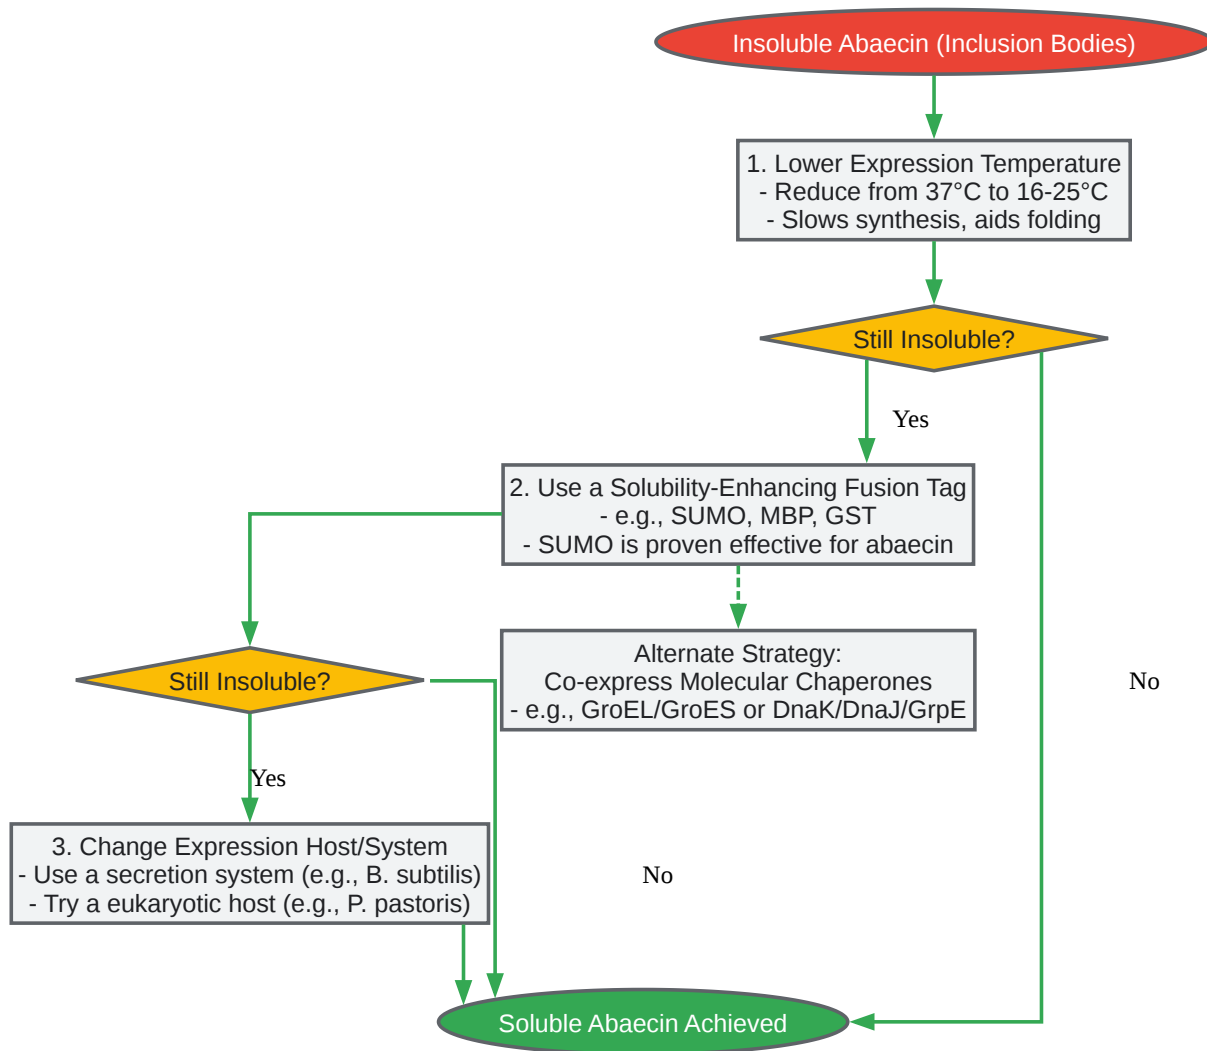 Insoluble Abaecin (Inclusion Bodies)
1. Lower Expression Temperature
- Reduce from 37°C to 16-25°C
- Slows synthesis, aids folding
Still Insoluble?
Yes
2. Use a Solubility-Enhancing Fusion Tag
- e.g., SUMO, MBP, GST
- SUMO is proven effective for abaecin
Alternate Strategy:
Co-express Molecular Chaperones
- e.g., GroEL/GroES or DnaK/DnaJ/GrpE
Still Insoluble?
No
Yes
3. Change Expression Host/System
- Use a secretion system (e.g., B. subtilis)
- Try a eukaryotic host (e.g., P. pastoris)
No
Soluble Abaecin Achieved